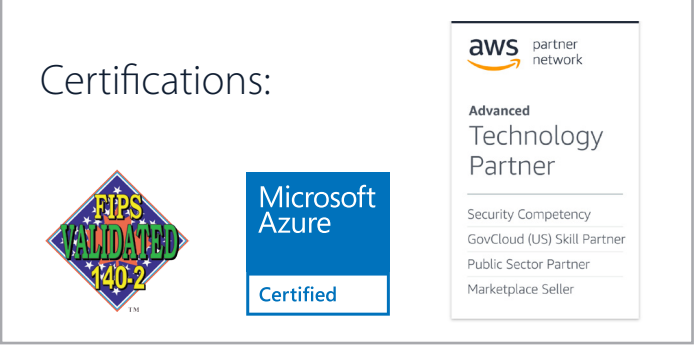 Certifications:
FIPS
VALIDATED
140-2
TM
Microsoft
Azure
Certified
aws partner
network
Advanced
Technology
Partner
Security Competency
GovCloud (US) Skill Partner
Public Sector Partner
Marketplace Seller